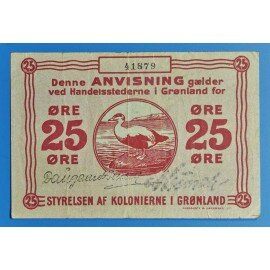 41879
25 25
Denne ANVISNING gælder
ved Handelsstederne i Grønland for
ØRE ØRE
25 25
ØRE ØRE
25 STYRELSEN AF KOLONIERNE I GRØNLAND 25